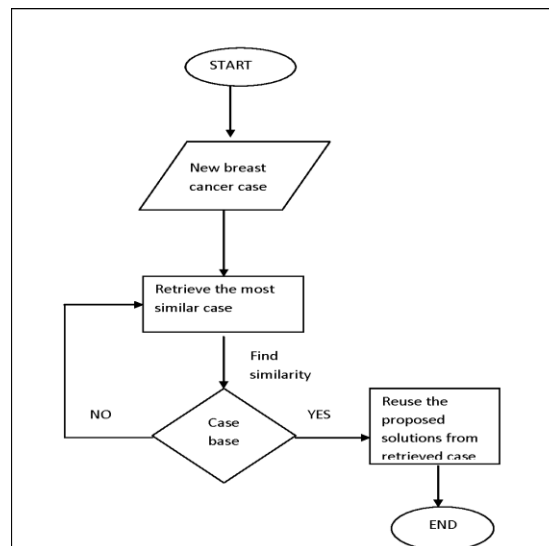 START
New breast
cancer case
Retrieve the most
similar case
Find
similarity
NO
Case
base
YES
Reuse the
proposed
solutions from
retrieved case
END